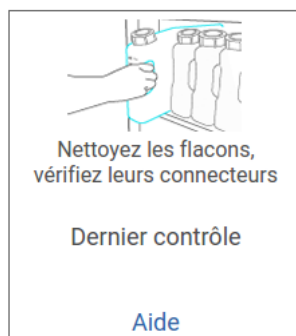 Nettoyez les flacons,
vérifiez leurs connecteurs
Dernier contrôle
Aide